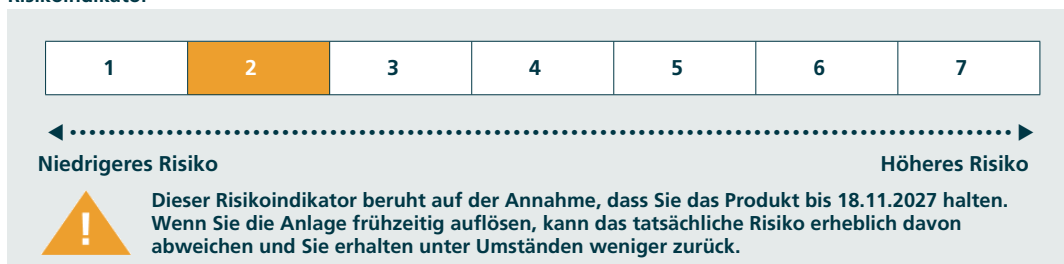 Risikoindikator
1 2 3 4 5 6 7
Niedrigeres Risiko Höheres Risiko
!
Dieser Risikoindikator beruht auf der Annahme, dass Sie das Produkt bis 18.11.2027 halten.
Wenn Sie die Anlage frühzeitig auflösen, kann das tatsächliche Risiko erheblich davon
abweichen und Sie erhalten unter Umständen weniger zurück.